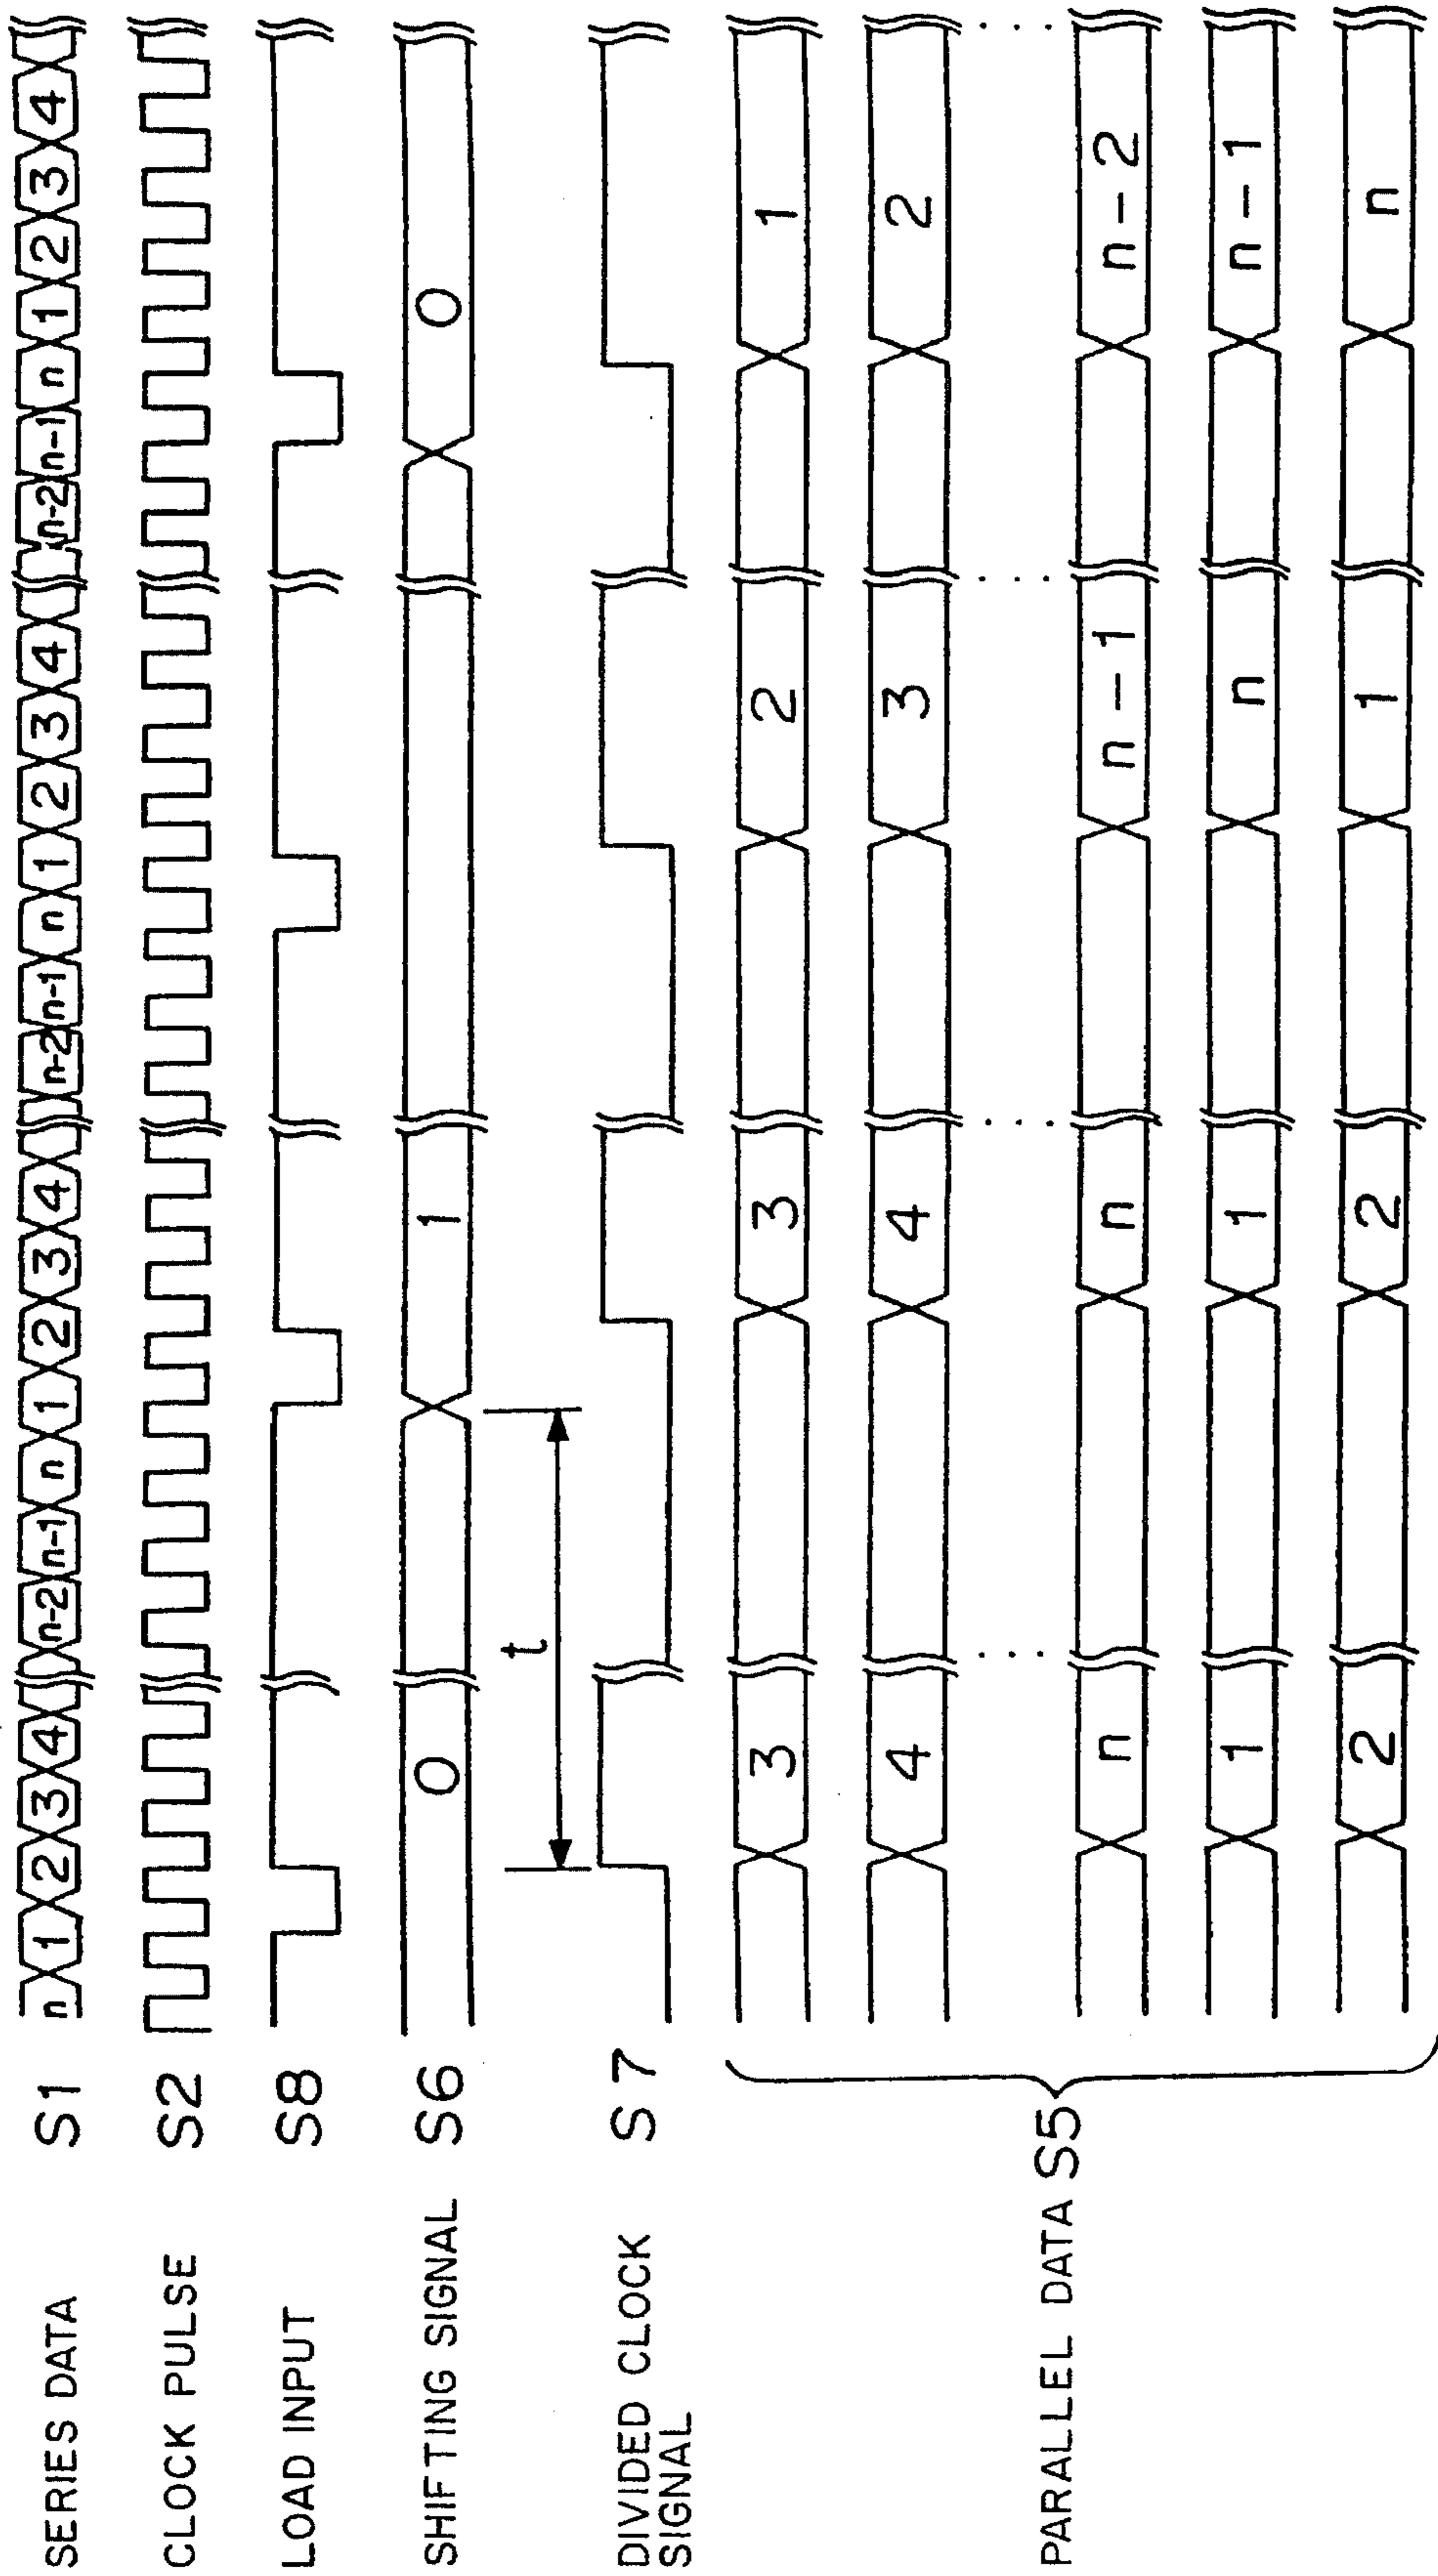 SERIES DATA S1 n 1 2 3 4 n-2 n-1 n 1 2 3 4 n-2 n-1 n 1 2 3 4 n-2 n-1 n 1 2 3 4
CLOCK PULSE S2
LOAD INPUT S8
SHIFTING SIGNAL S6 0 1 0
t
DIVIDED CLOCK
SIGNAL
S7
PARALLEL DATA S5
3 3 2 1
4 4 3 2
. . . . . . . . . . . .
n n n-1 n-2
1 1 n n-1
2 2 1 n